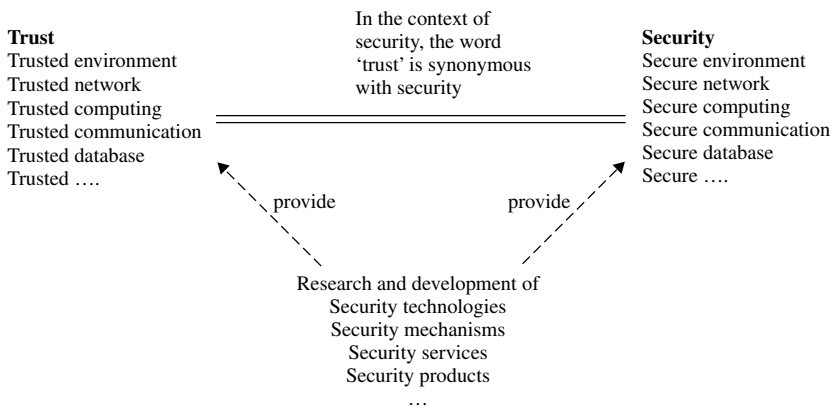 In the context of
security, the word
‘trust’ is synonymous
with security
Trust
Trusted environment
Trusted network
Trusted computing
Trusted communication
Trusted database
Trusted ….
Security
Secure environment
Secure network
Secure computing
Secure communication
Secure database
Secure ….
provide
provide
Research and development of
Security technologies
Security mechanisms
Security services
Security products
…